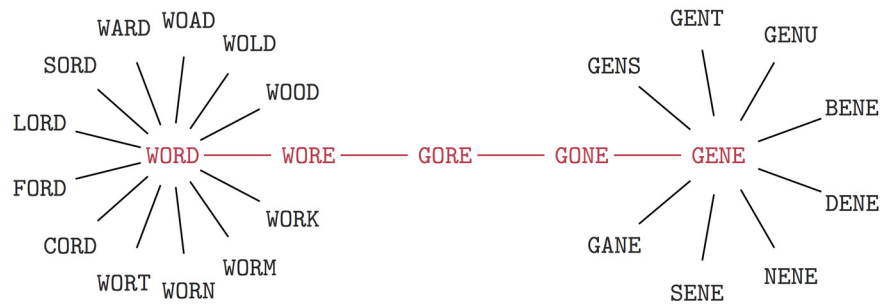 WARD WOAD GENT
WOLD GENU
SORD GENS
WOOD BENE
LORD
WORD WORE GORE GONE GENE
FORD DENE
WORK
CORD GANE
WORM NENE
WORT WORN SENE